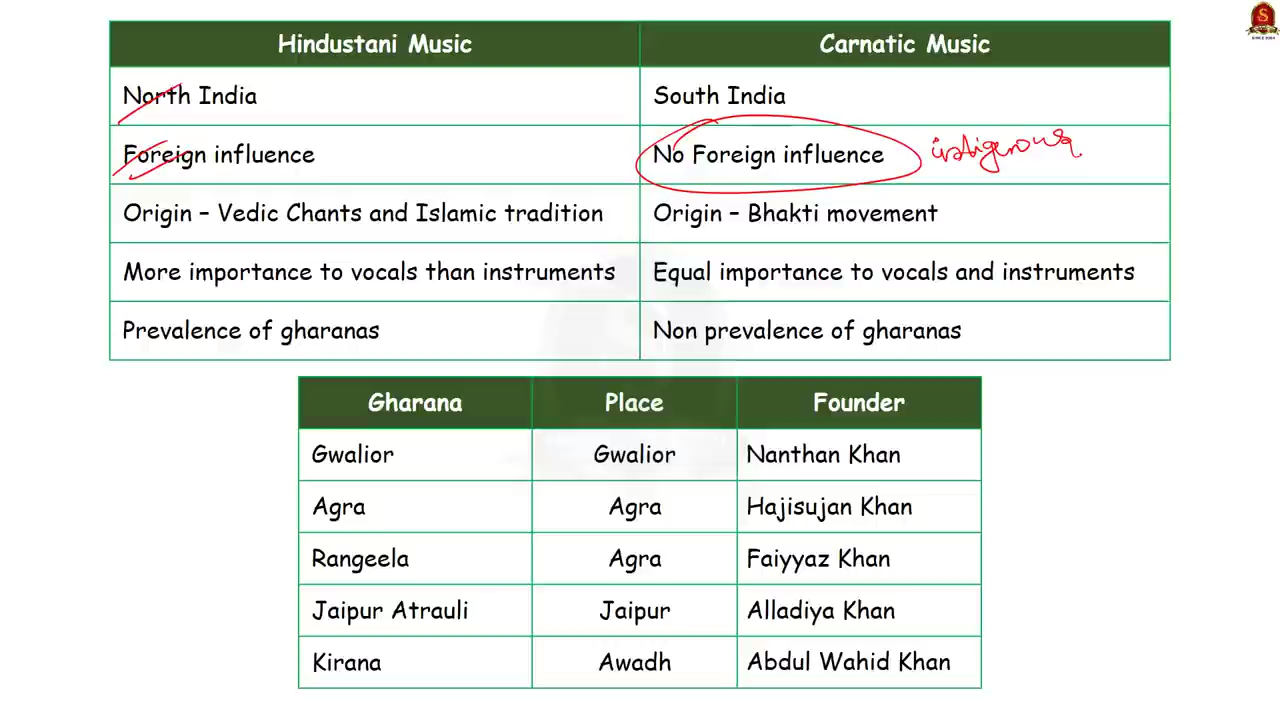 S
SINCE 2004
Hindustani Music Carnatic Music
North India South India
Foreign influence No Foreign influence
Origin – Vedic Chants and Islamic tradition Origin – Bhakti movement
More importance to vocals than instruments Equal importance to vocals and instruments
Prevalence of gharanas Non prevalence of gharanas
Gharana Place Founder
Gwalior Gwalior Nanthan Khan
Agra Agra Hajisujan Khan
Rangeela Agra Faiyyaz Khan
Jaipur Atrauli Jaipur Alladiya Khan
Kirana Awadh Abdul Wahid Khan